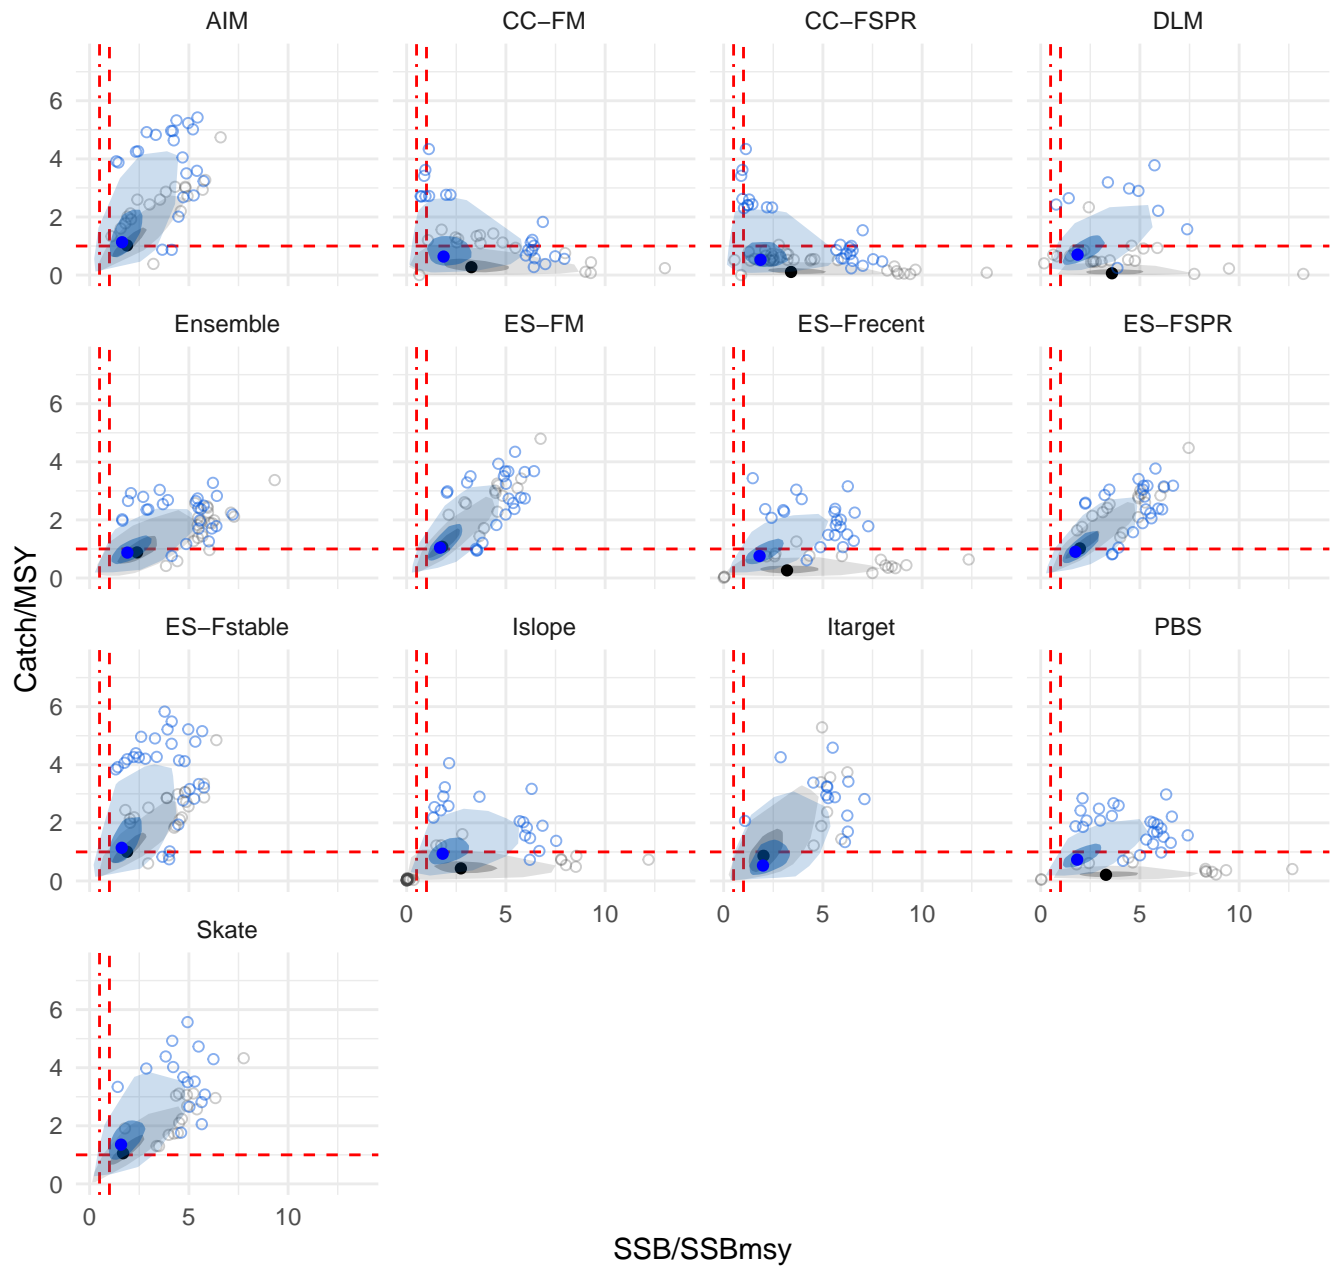 AIM CC−FM CC−FSPR DLM
6
4
2
0
Ensemble ES−FM ES−Frecent ES−FSPR
6
4
2
0
Catch/MSY
ES−Fstable Islope Itarget PBS
6
4
2
0
0 5 10 0 5 10 0 5 10
Skate
6
4
2
0
0 5 10
SSB/SSBmsy